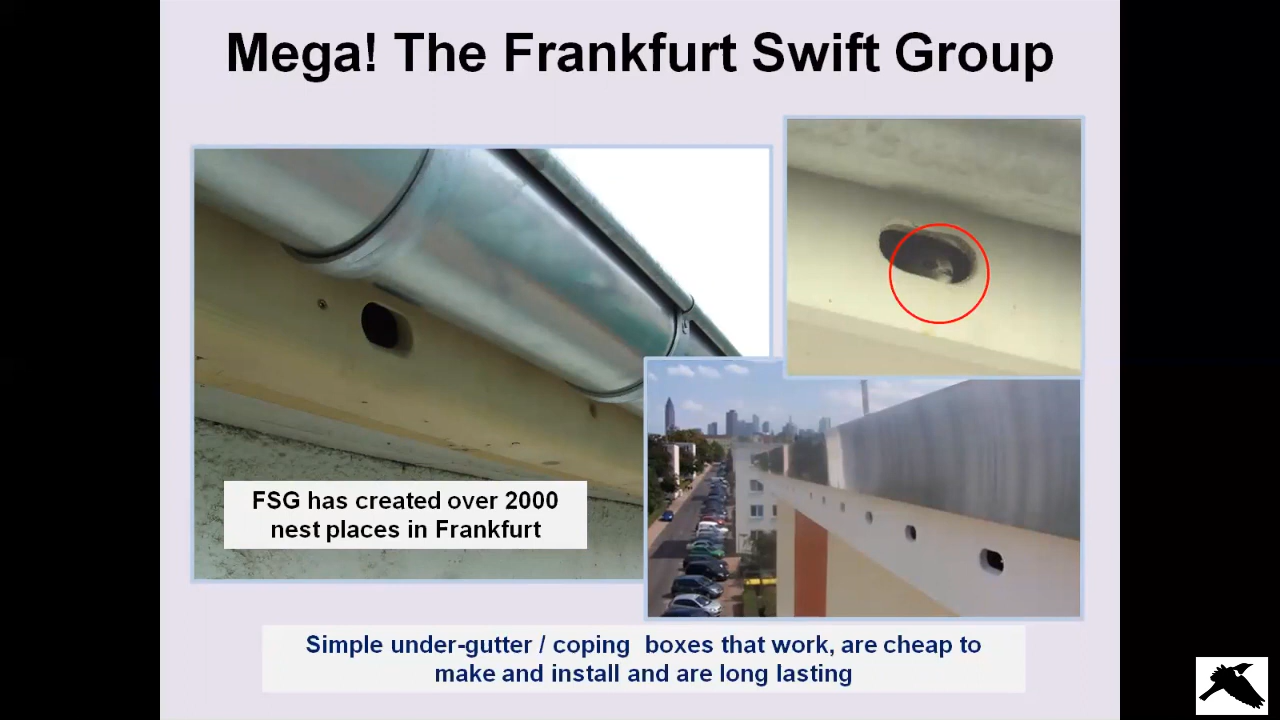 Mega! The Frankfurt Swift Group
FSG has created over 2000
nest places in Frankfurt
Simple under-gutter / coping  boxes that work, are cheap to
make and install and are long lasting